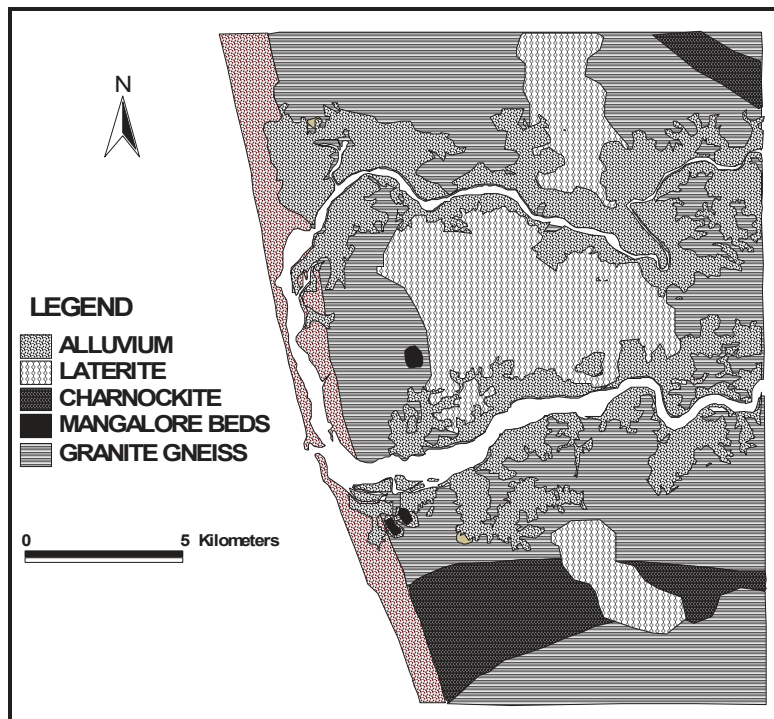 N
LEGEND
ALLUVIUM
LATERITE
CHARNOCKITE
MANGALORE BEDS
GRANITE GNEISS
0 5 Kilometers